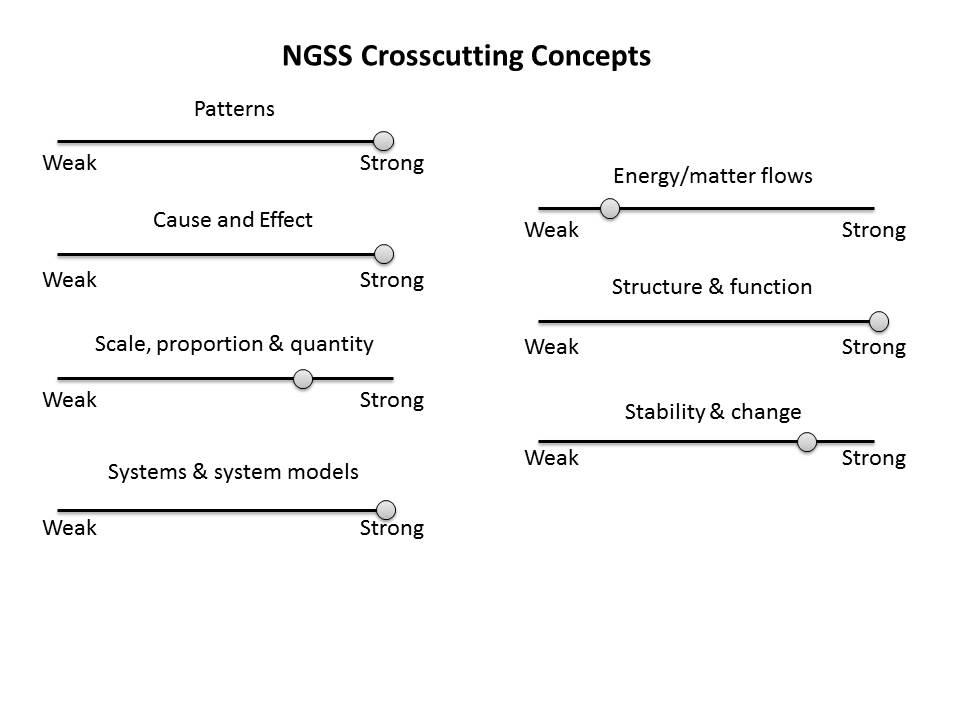 NGSS Crosscutting Concepts
Patterns
Weak Strong
Cause and Effect
Weak Strong
Scale, proportion & quantity
Weak Strong
Systems & system models
Weak Strong
Energy/matter flows
Weak Strong
Structure & function
Weak Strong
Stability & change
Weak Strong